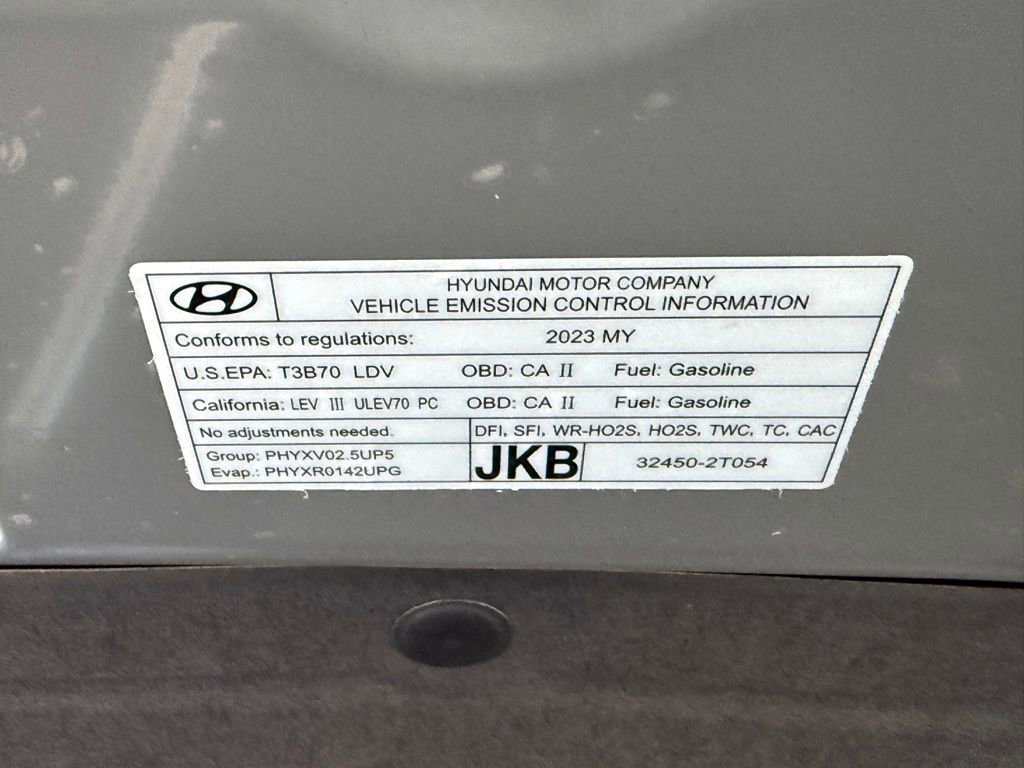 HYUNDAI MOTOR COMPANY
VEHICLE EMISSION CONTROL INFORMATION
Conforms to regulations: 2023 MY
U.S.EPA: T3B70 LDV OBD: CA II Fuel: Gasoline
California: LEV III ULEV70 PC OBD: CA II Fuel: Gasoline
No adjustments needed. DFI, SFI, WR-HO2S, HO2S, TWC, TC, CAC
Group: PHYXV02.5UP5
Evap.: PHYXR0142UPG
JKB 32450-2T054